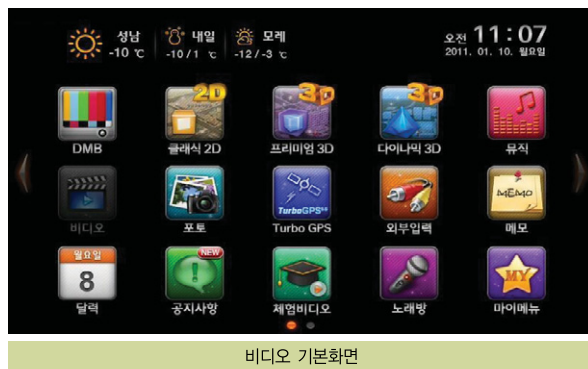 성남 내일 모레
-10 ℃ -10/1 ℃ -12/-3 ℃
오전 11:07
2011. 01. 10. 월요일
2D 3D 3D
DMB 클래식 2D 프리미엄 3D 다이나믹 3D 뮤직
TurboGPS MEMO
비디오 포토 Turbo GPS 외부입력 메모
월요일 NEW MY
8
달력 공지사항 체험비디오 노래방 마이메뉴
비디오 기본화면